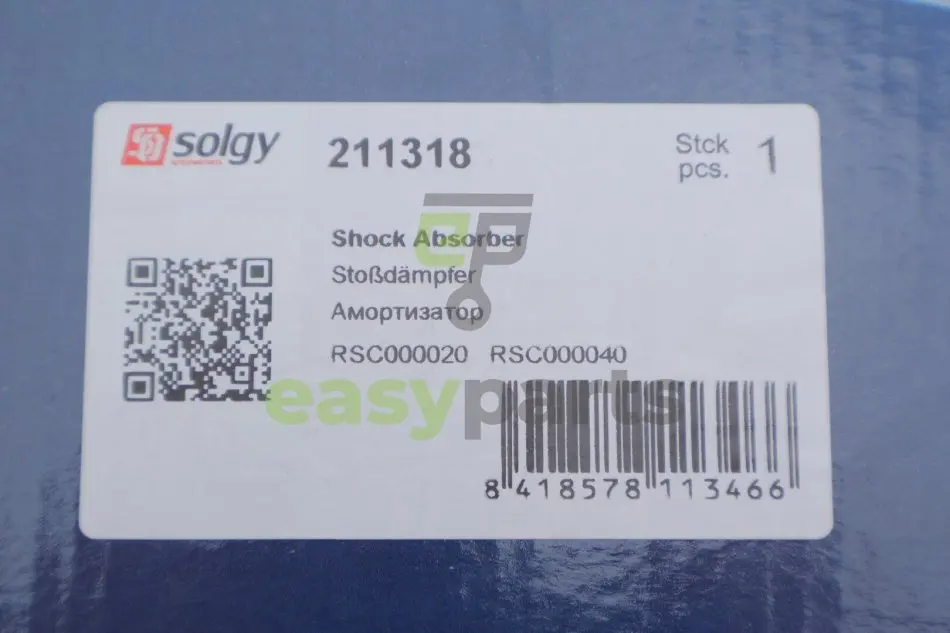 solgy
211318
Stck
pcs.
1
Shock Absorber
Stoßdämpfer
Амортизатор
RSC000020 RSC000040
easyparts
8 418578 113466